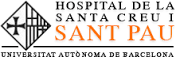 HOSPITAL DE LA
SANTA CREU I
SANT PAU
UNIVERSITAT AUTÒNOMA DE BARCELONA